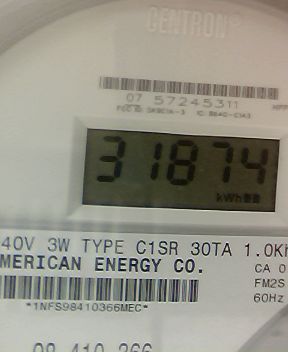 CENTRON®
07 57245311
31874
kWh
40V 3W TYPE C1SR 30TA 1.0Kh
MERICAN ENERGY CO.
CA 0
FM2S
60Hz
*1NFS98410366MEC*